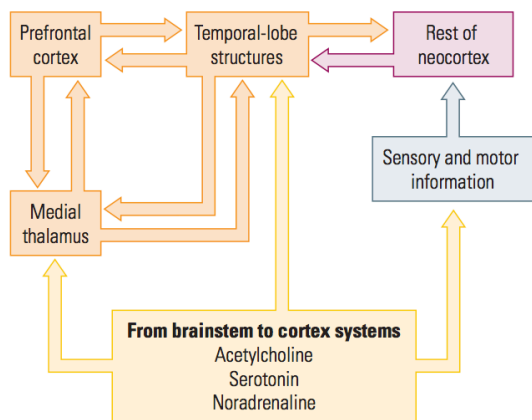 Prefrontal
cortex
Temporal-lobe
structures
Rest of
neocortex
Sensory and motor
information
Medial
thalamus
From brainstem to cortex systems
Acetylcholine
Serotonin
Noradrenaline